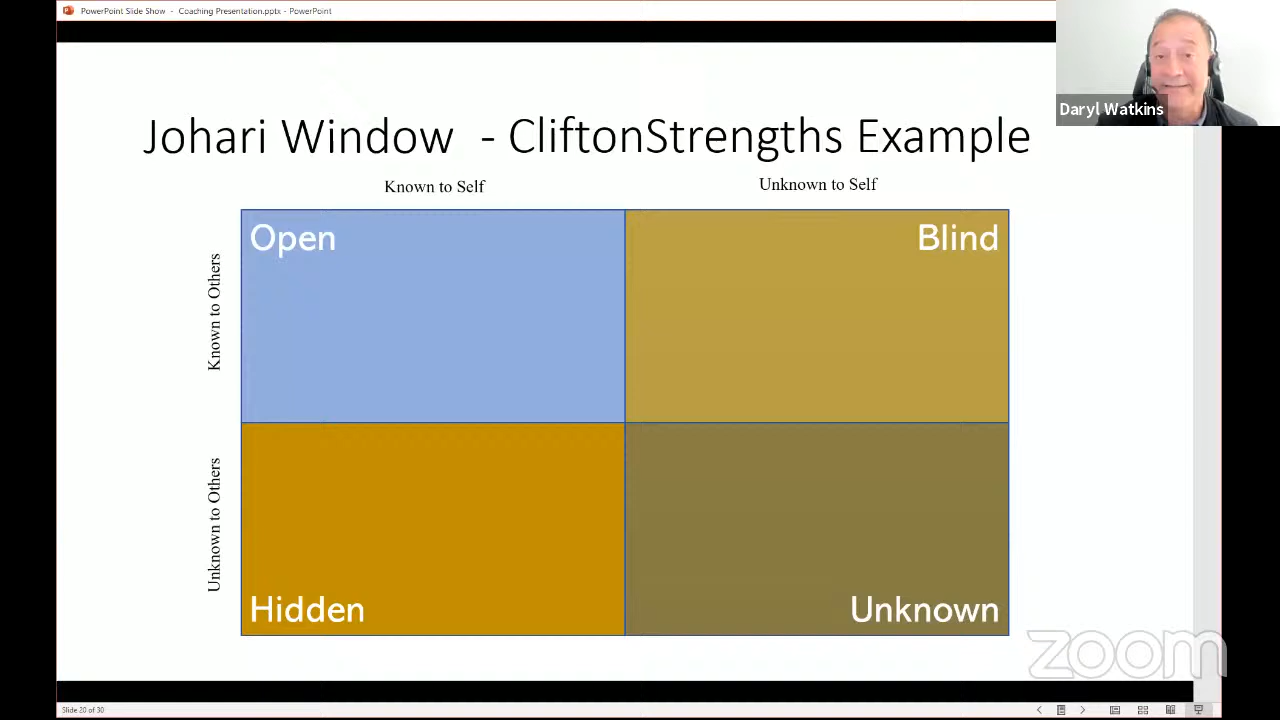 PowerPoint Slide Show - Coaching Presentation.pptx - PowerPoint
Daryl Watkins
Johari Window - CliftonStrengths Example
Known to Self
Unknown to Self
Known to Others
Open
Blind
Unknown to Others
Hidden
Unknown
zoom
Slide 20 of 30